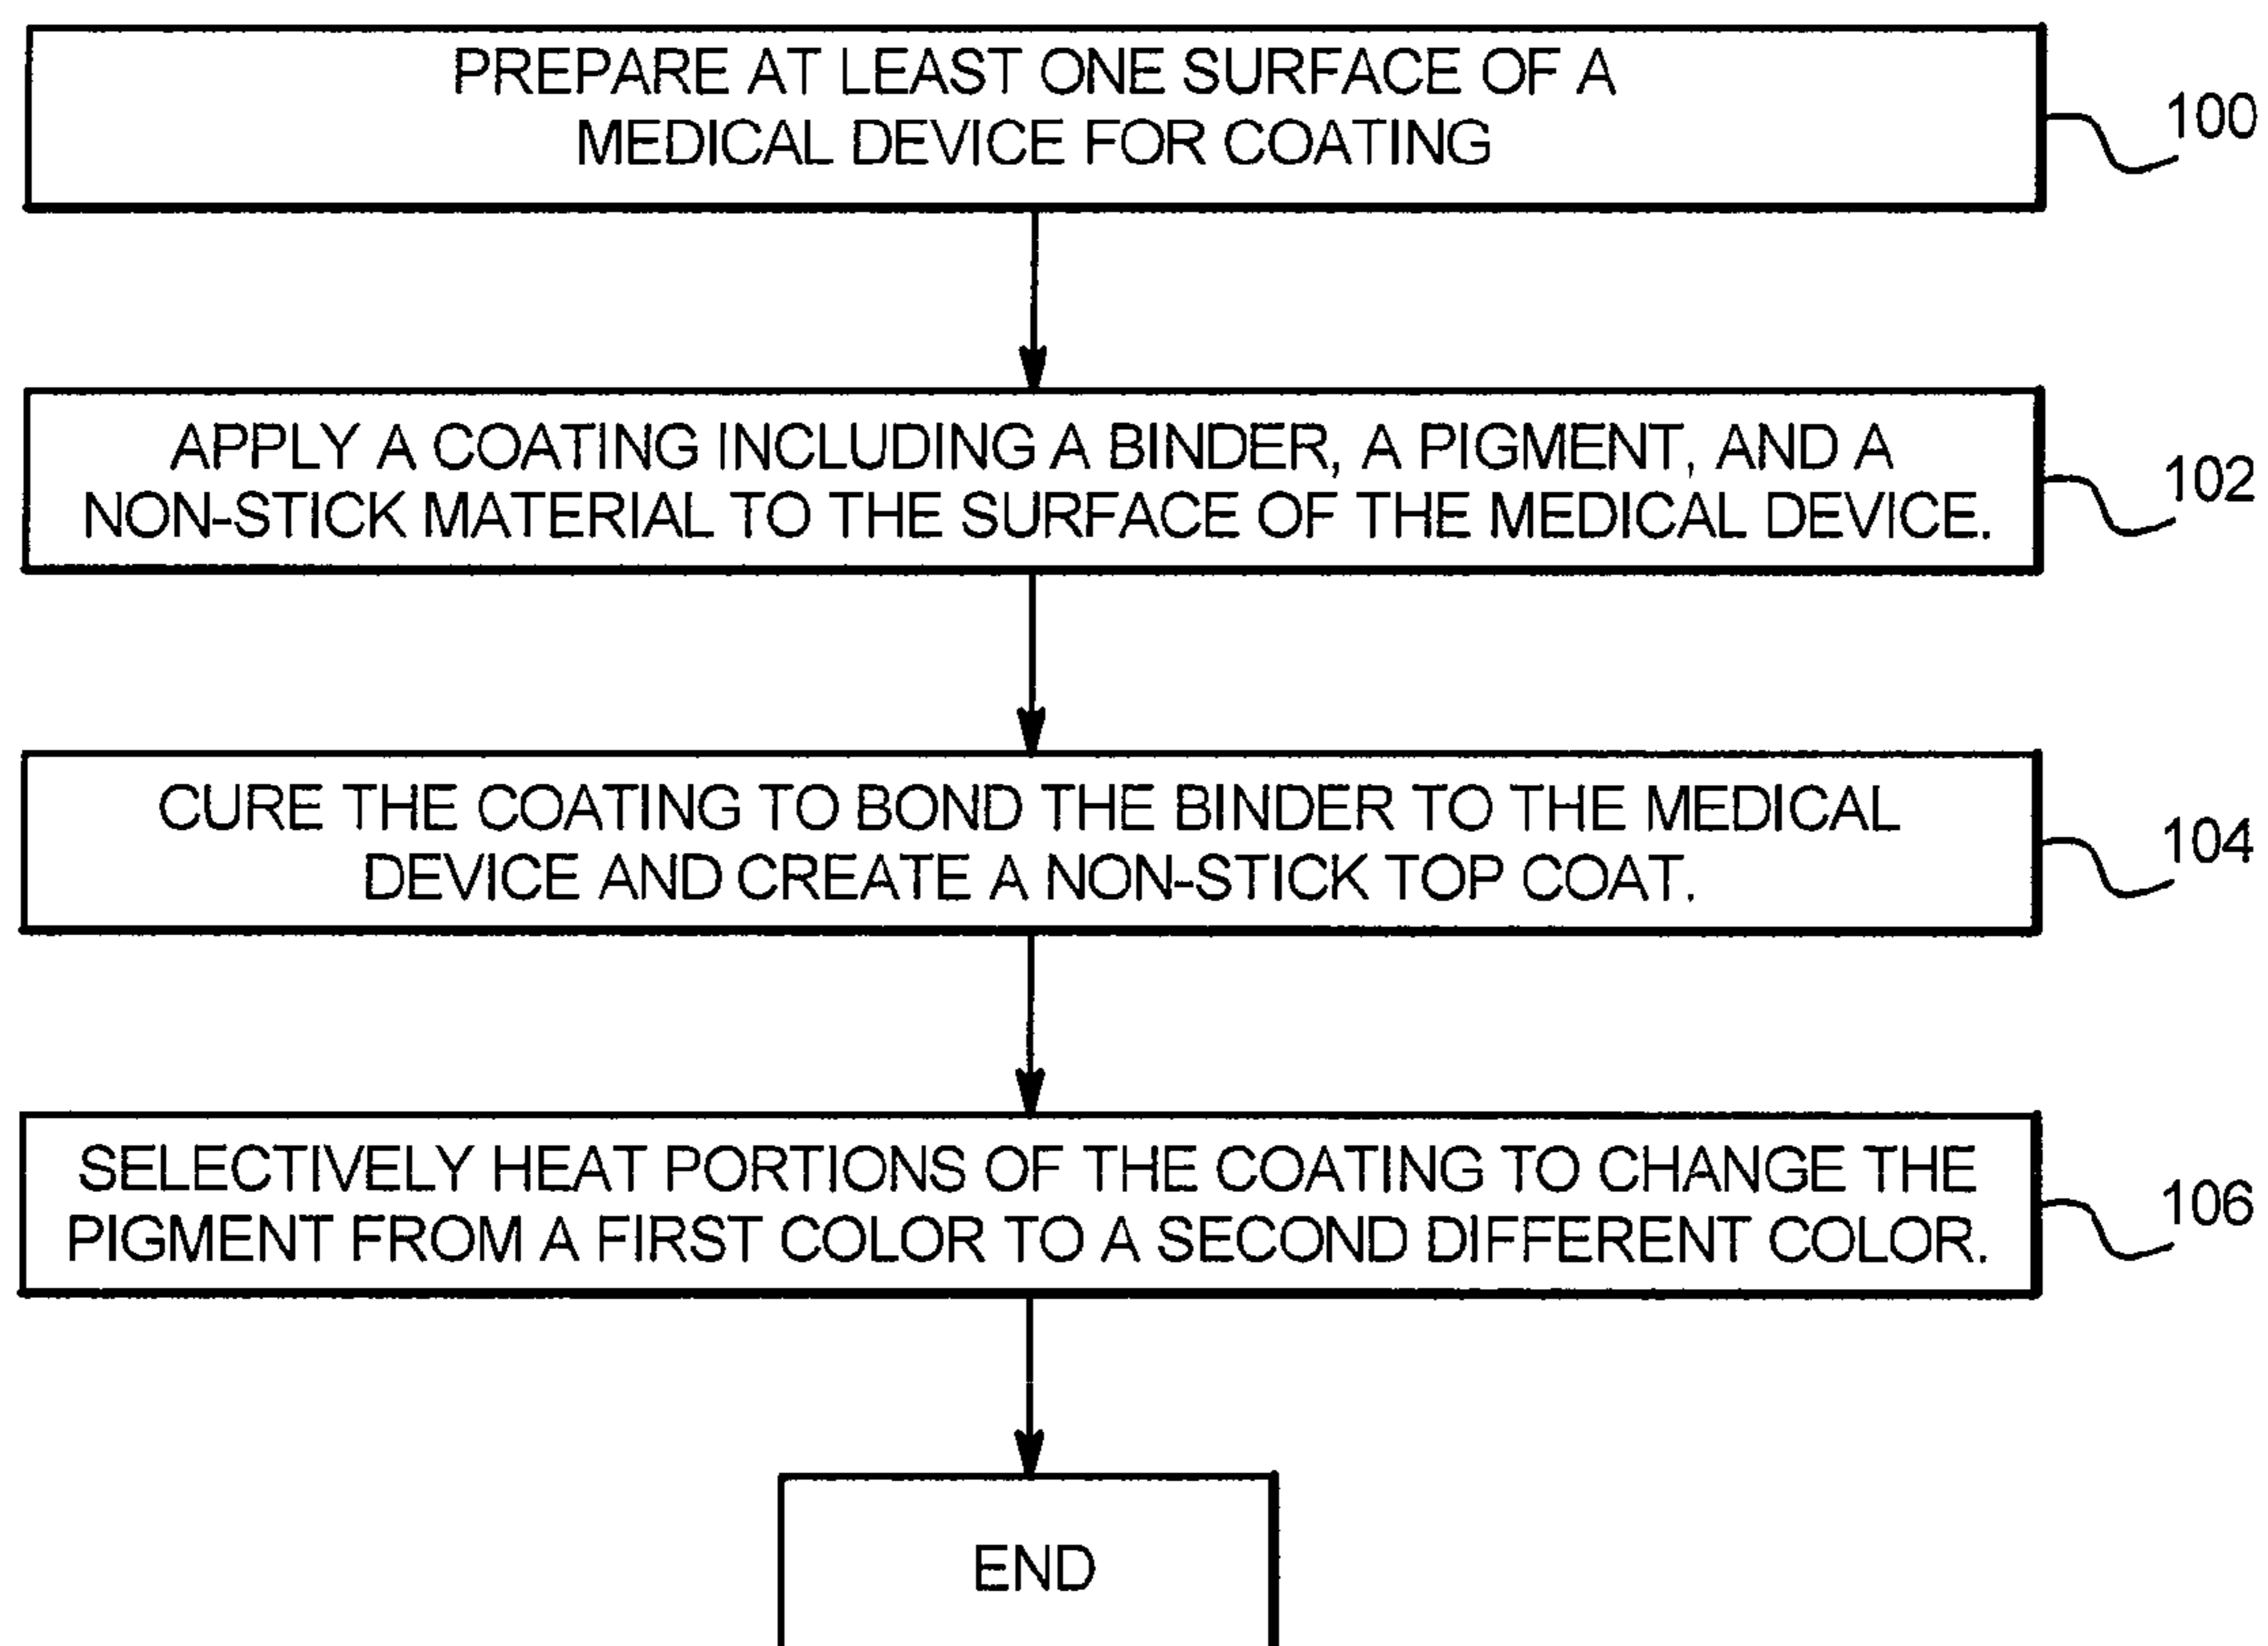 PREPARE AT LEAST ONE SURFACE OF A
MEDICAL DEVICE FOR COATING
100
APPLY A COATING INCLUDING A BINDER, A PIGMENT, AND A
NON-STICK MATERIAL TO THE SURFACE OF THE MEDICAL DEVICE.
102
CURE THE COATING TO BOND THE BINDER TO THE MEDICAL
DEVICE AND CREATE A NON-STICK TOP COAT.
104
SELECTIVELY HEAT PORTIONS OF THE COATING TO CHANGE THE
PIGMENT FROM A FIRST COLOR TO A SECOND DIFFERENT COLOR.
106
END